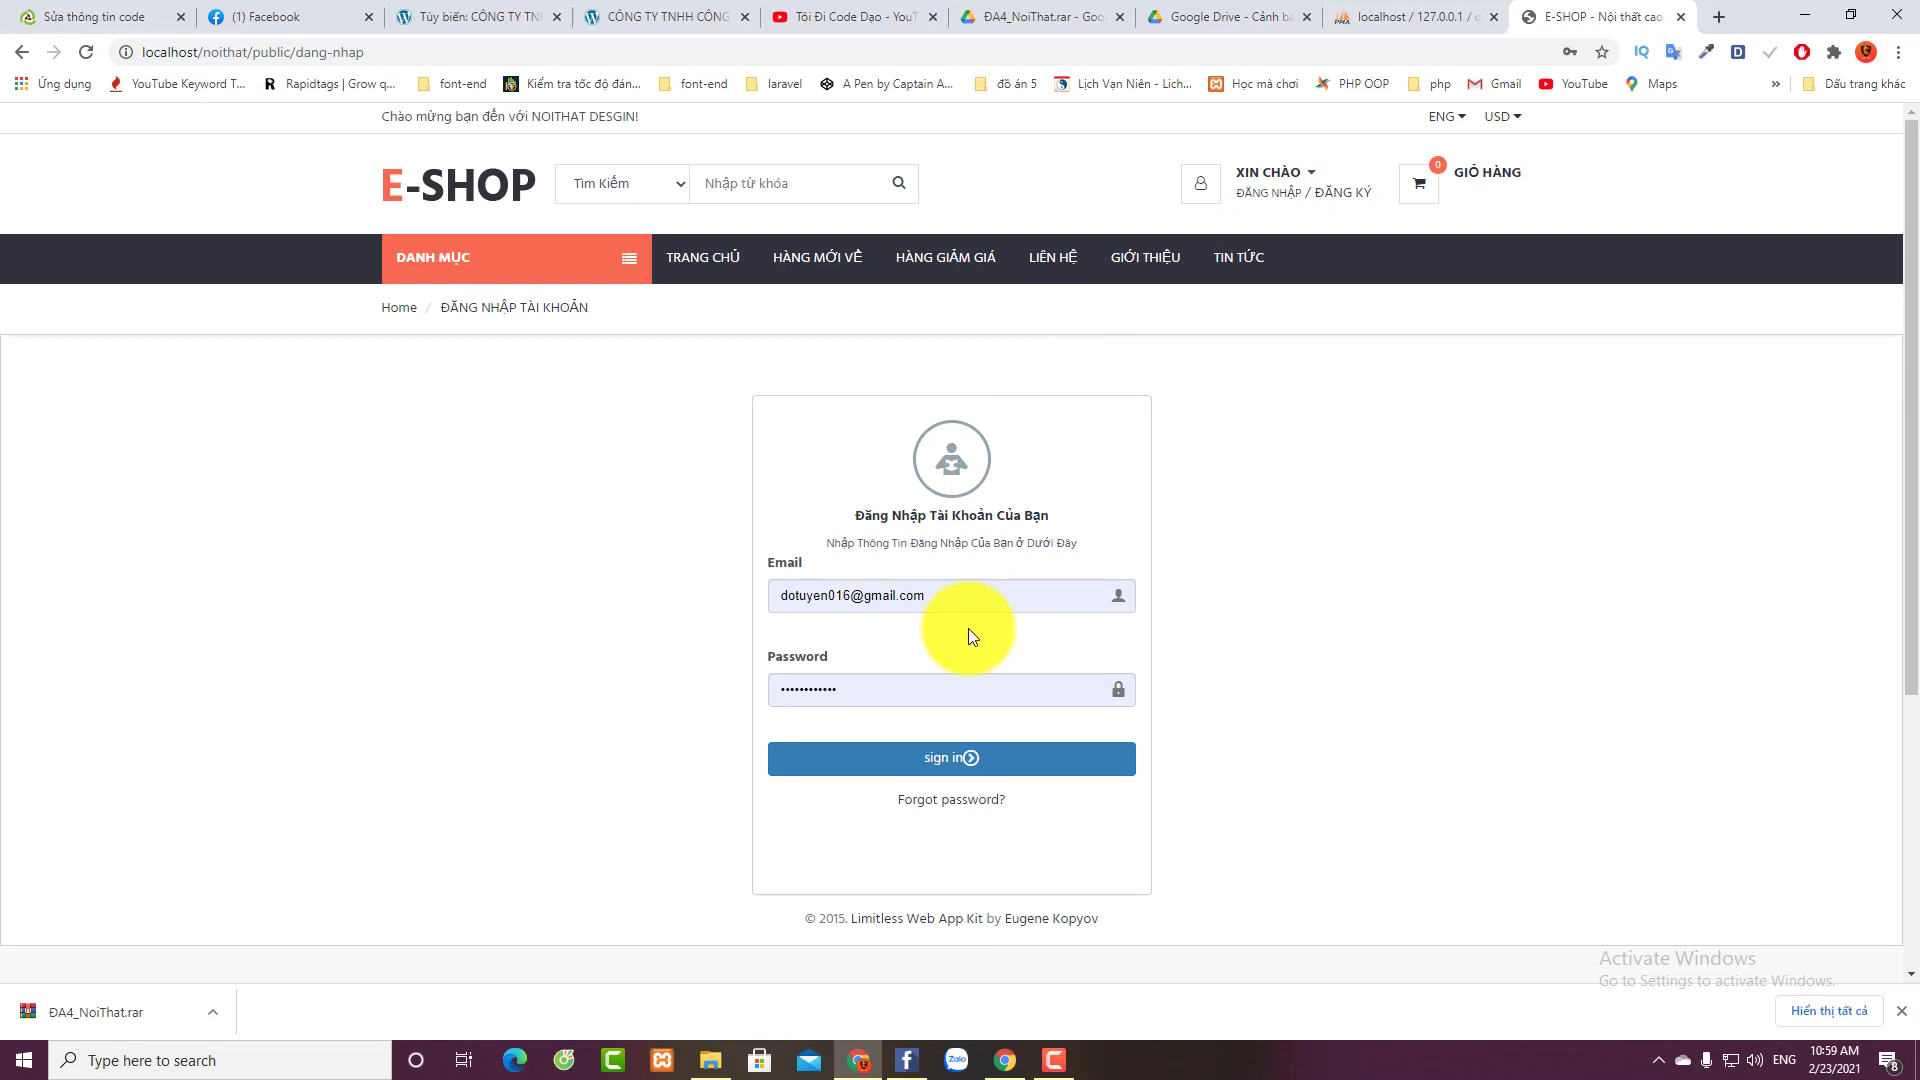 Sửa thông tin code
(1) Facebook
Tùy biến: CÔNG TY TNH
CÔNG TY TNHH CÔNG
Tôi Đi Code Dạo - YouT
ĐA4_NoiThat.rar - Goo
Google Drive - Cảnh bá
localhost / 127.0.0.1 / d
E-SHOP - Nội thất cao
localhost/noithat/public/dang-nhap
Ứng dụng
YouTube Keyword T...
Rapidtags | Grow q...
font-end
Kiểm tra tốc độ đán...
font-end
laravel
A Pen by Captain A...
đồ án 5
Lịch Vạn Niên - Lich...
Học mà chơi
PHP OOP
php
Gmail
YouTube
Maps
»
Dấu trang khác
Chào mừng bạn đến với NOITHAT DESGIN!
ENG
USD
E-SHOP
Tìm Kiếm
Nhập từ khóa
XIN CHÀO
ĐĂNG NHẬP / ĐĂNG KÝ
0
GIỎ HÀNG
DANH MỤC
TRANG CHỦ
HÀNG MỚI VỀ
HÀNG GIẢM GIÁ
LIÊN HỆ
GIỚI THIỆU
TIN TỨC
Home / ĐĂNG NHẬP TÀI KHOẢN
Đăng Nhập Tài Khoản Của Bạn
Nhập Thông Tin Đăng Nhập Của Bạn ở Dưới Đây
Email
dotuyen016@gmail.com
Password
••••••••••••
sign in
Forgot password?
© 2015. Limitless Web App Kit by Eugene Kopyov
Activate Windows
Go to Settings to activate Windows.
ĐA4_NoiThat.rar
Hiển thị tất cả
Type here to search
Zalo
ENG
10:59 AM
2/23/2021
8